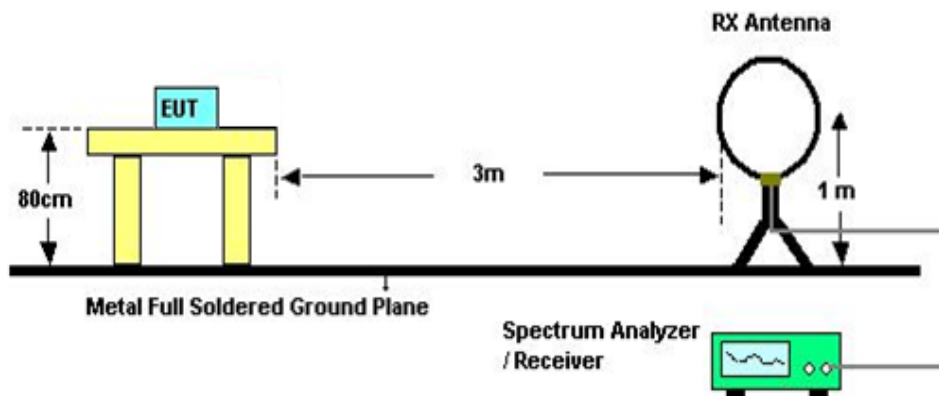 RX Antenna
EUT
3m
80cm
1 m
Metal Full Soldered Ground Plane
Spectrum Analyzer
/ Receiver